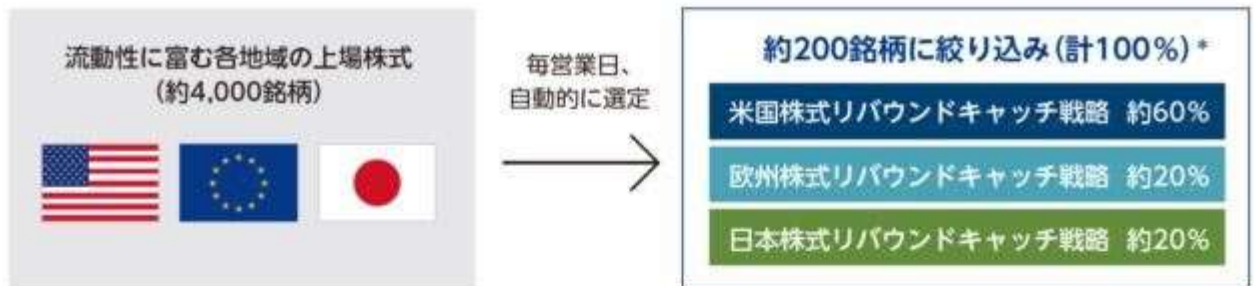 流動性に富む各地域の上場株式
(約4,000銘柄)
毎営業日、
自動的に選定
約200銘柄に絞り込み(計100%)*
米国株式リバウンドキャッチ戦略 約60%
欧州株式リバウンドキャッチ戦略 約20%
日本株式リバウンドキャッチ戦略 約20%